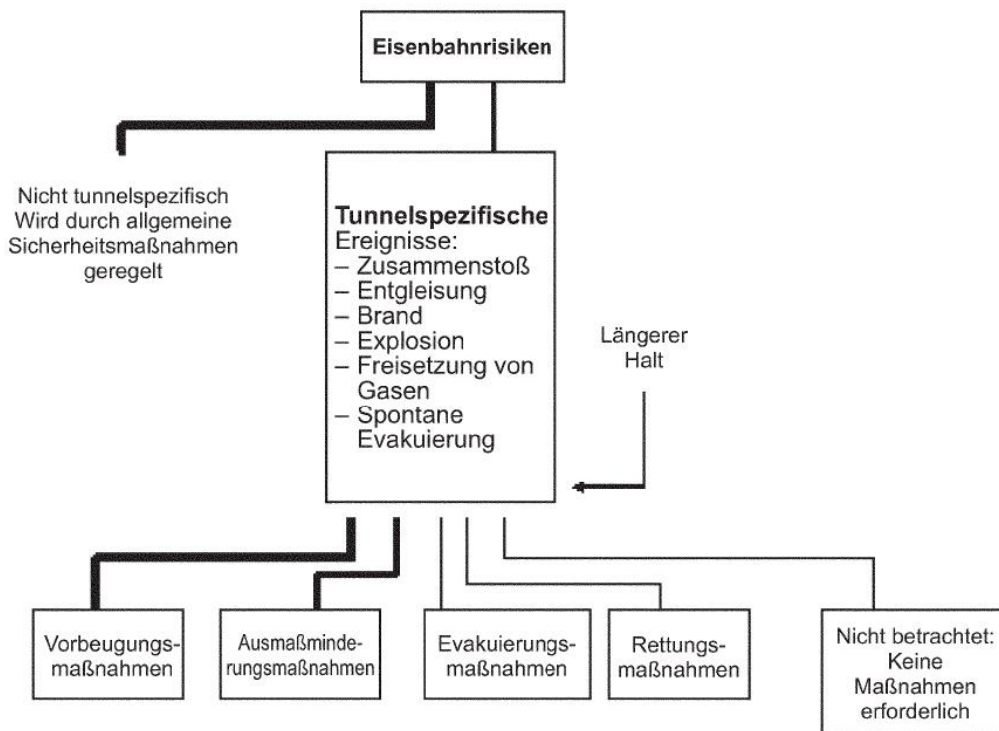 Eisenbahnrisiken
Nicht tunnelspezifisch
Wird durch allgemeine
Sicherheitsmaßnahmen
geregelt
Tunnelspezifische
Ereignisse:
– Zusammenstoß
– Entgleisung
– Brand
– Explosion
– Freisetzung von
Gasen
– Spontane
Evakuierung
Längerer
Halt
Vorbeugungs-
maßnahmen
Ausmaßminde-
rungsmaßnahmen
Evakuierungs-
maßnahmen
Rettungs-
maßnahmen
Nicht betrachtet:
Keine
Maßnahmen
erforderlich